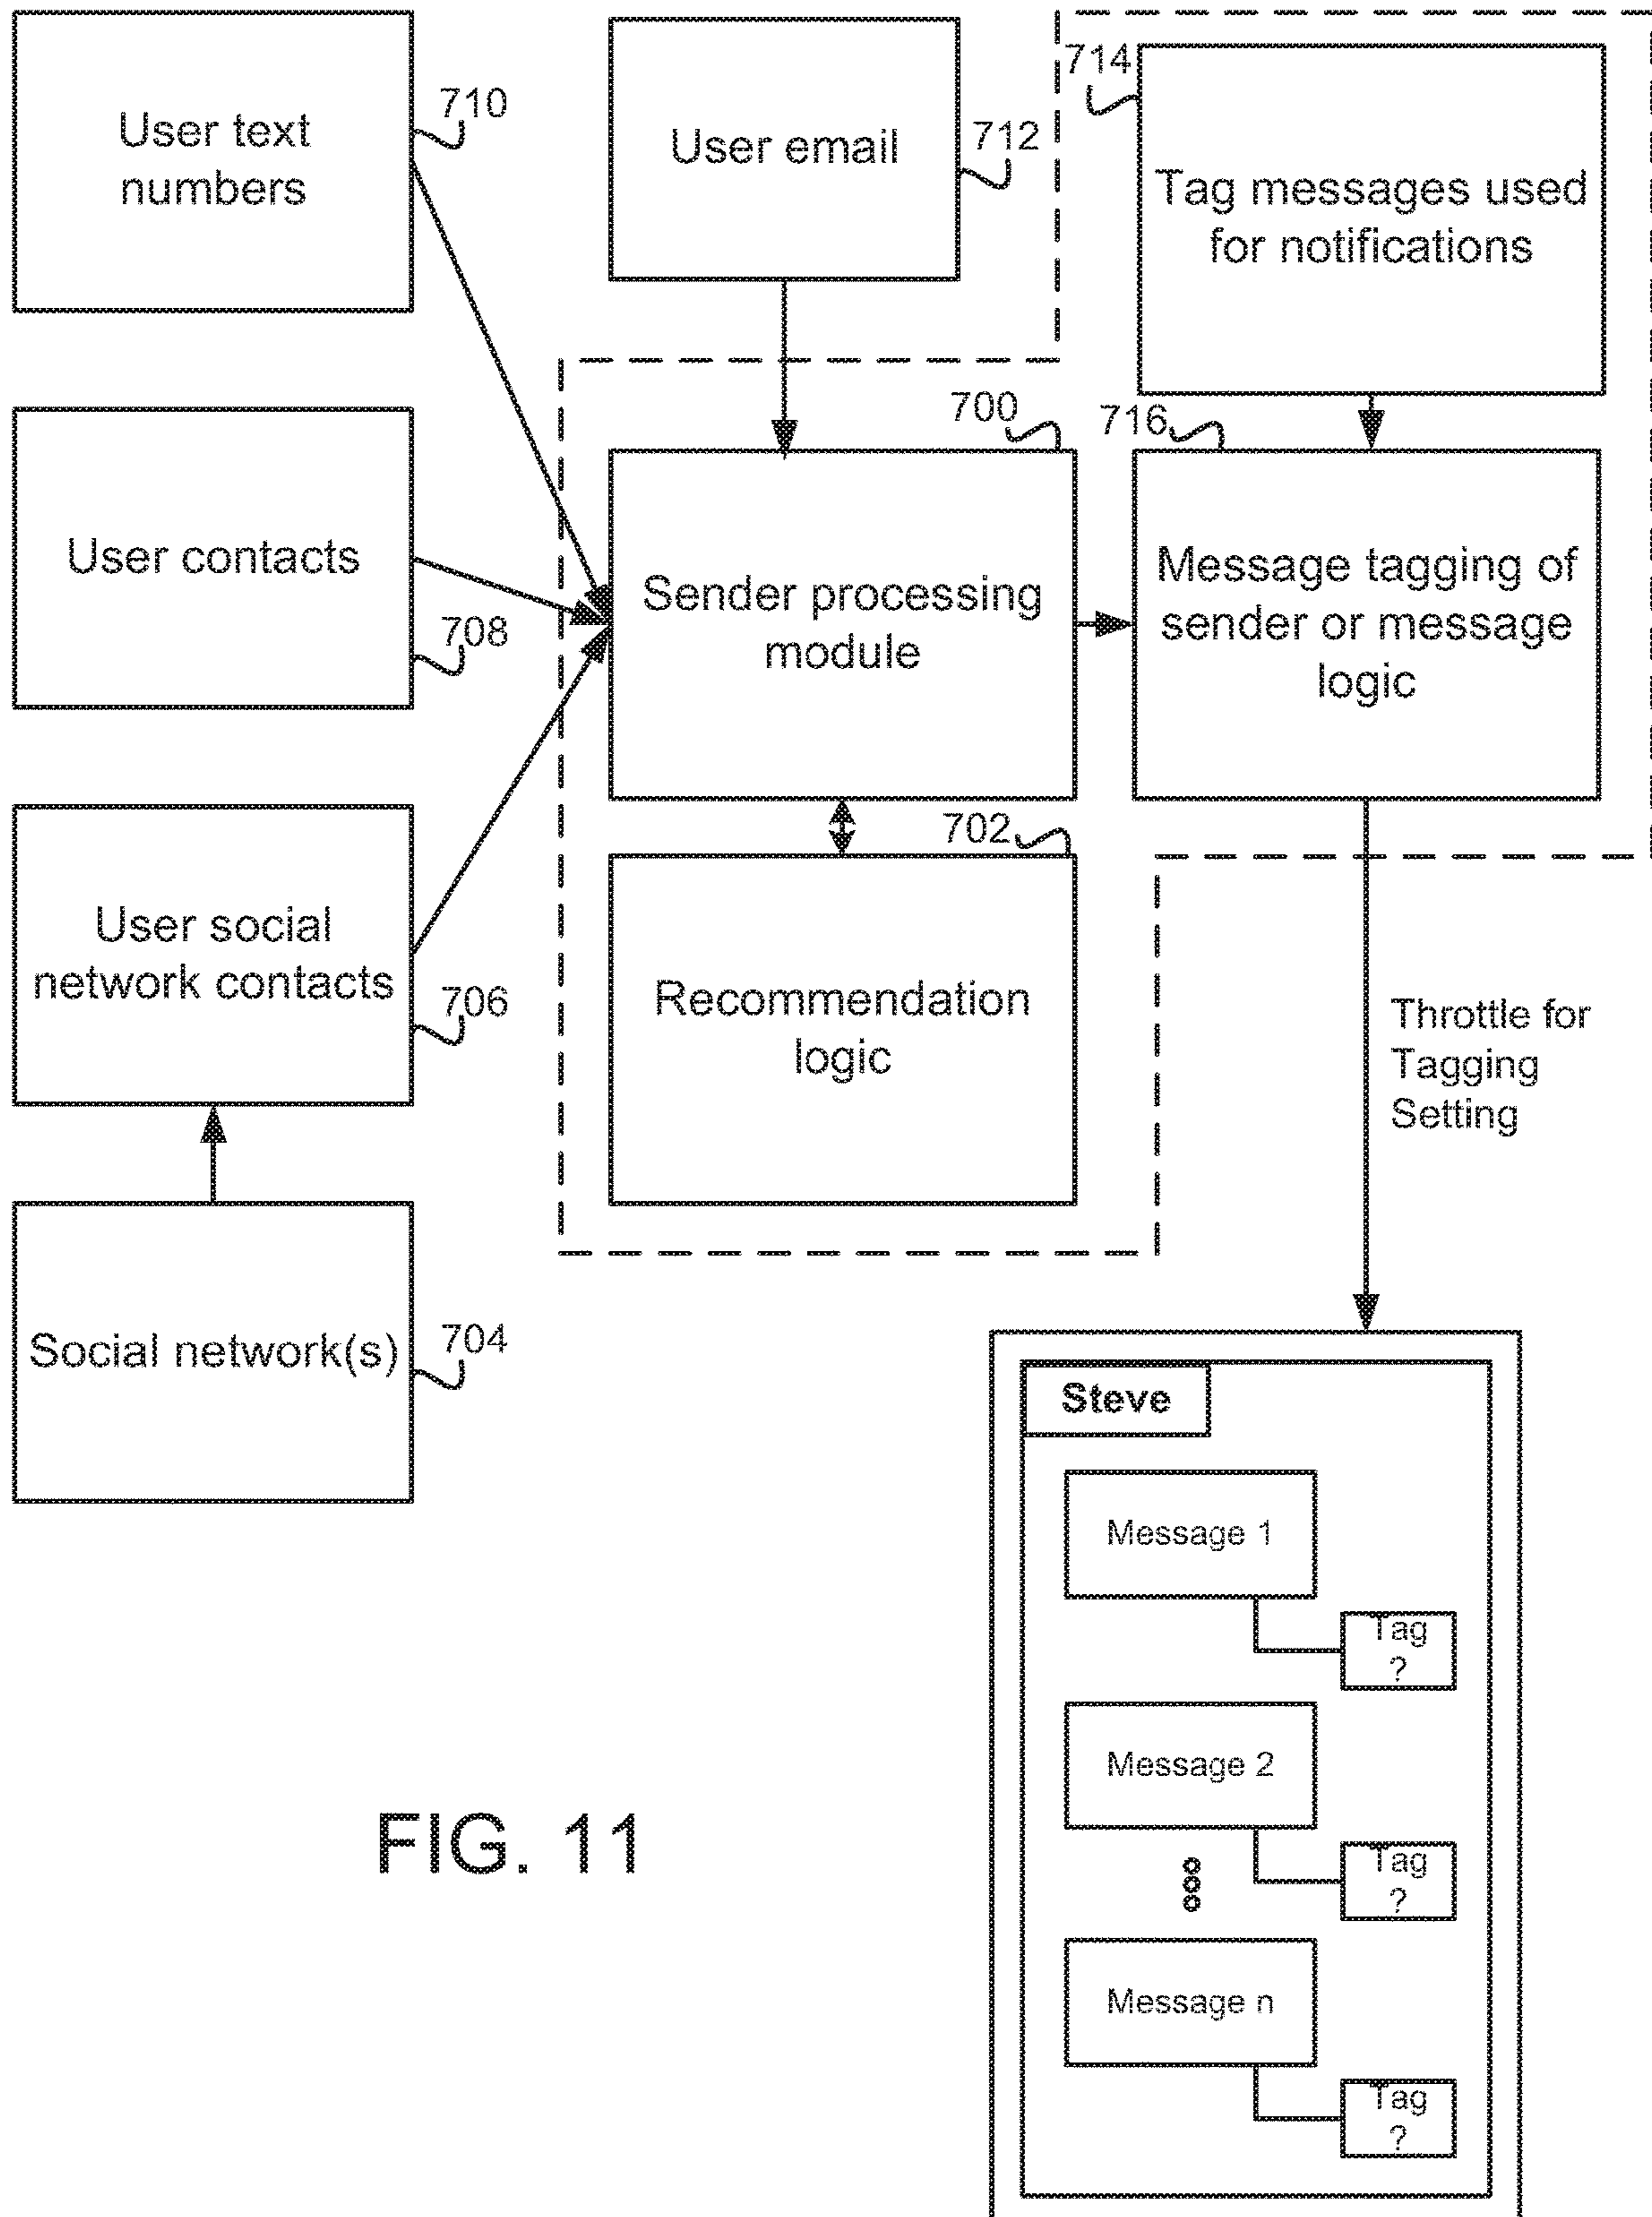 User text
numbers
710
User email
712
714
Tag messages used
for notifications
User contacts
708
700
Sender processing
module
716
Message tagging of
sender or message
logic
User social
network contacts
706
702
Recommendation
logic
Throttle for
Tagging
Setting
Social network(s)
704
Steve
Message 1
Tag
?
Message 2
Tag
?
Message n
Tag
?
FIG. 11